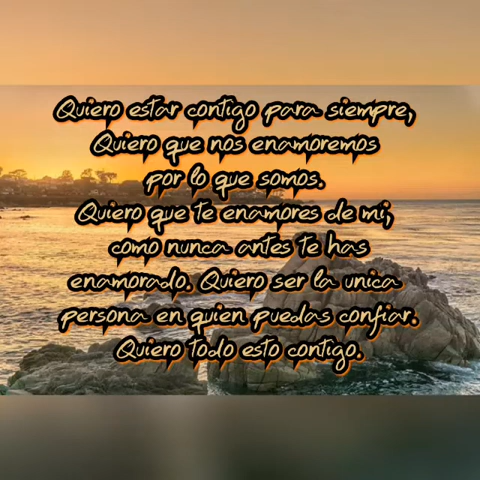 Quiero estar contigo para siempre,
Quiero que nos enamoremos
por lo que somos.
Quiero que te enamores de mi,
como nunca antes te has
enamorado. Quiero ser la unica
persona en quien puedas confiar.
Quiero todo esto contigo.